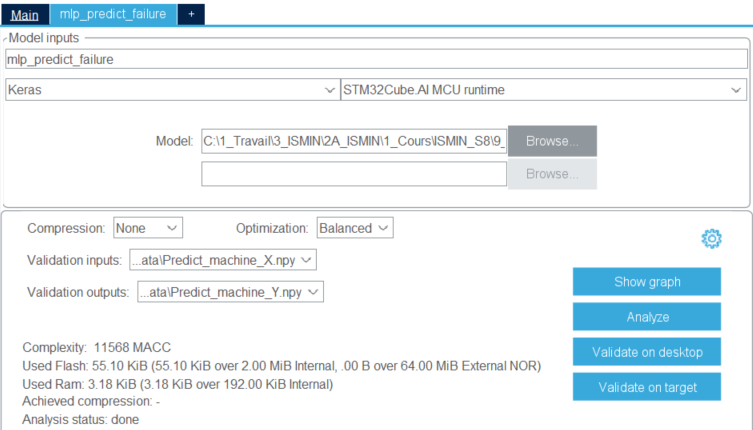 Main mlp_predict_failure +
Model inputs
mlp_predict_failure
Keras STM32Cube.AI MCU runtime
Model: C:\1_Travail\3_ISMIN\2A_ISMIN\1_Cours\ISMIN_S8\9_ Browse...
Browse...
Compression: None Optimization: Balanced
Validation inputs: ...ata\Predict_machine_X.npy
Validation outputs: ...ata\Predict_machine_Y.npy
Show graph
Analyze
Validate on desktop
Validate on target
Complexity: 11568 MACC
Used Flash: 55.10 KiB (55.10 KiB over 2.00 MiB Internal, .00 B over 64.00 MiB External NOR)
Used Ram: 3.18 KiB (3.18 KiB over 192.00 KiB Internal)
Achieved compression: -
Analysis status: done